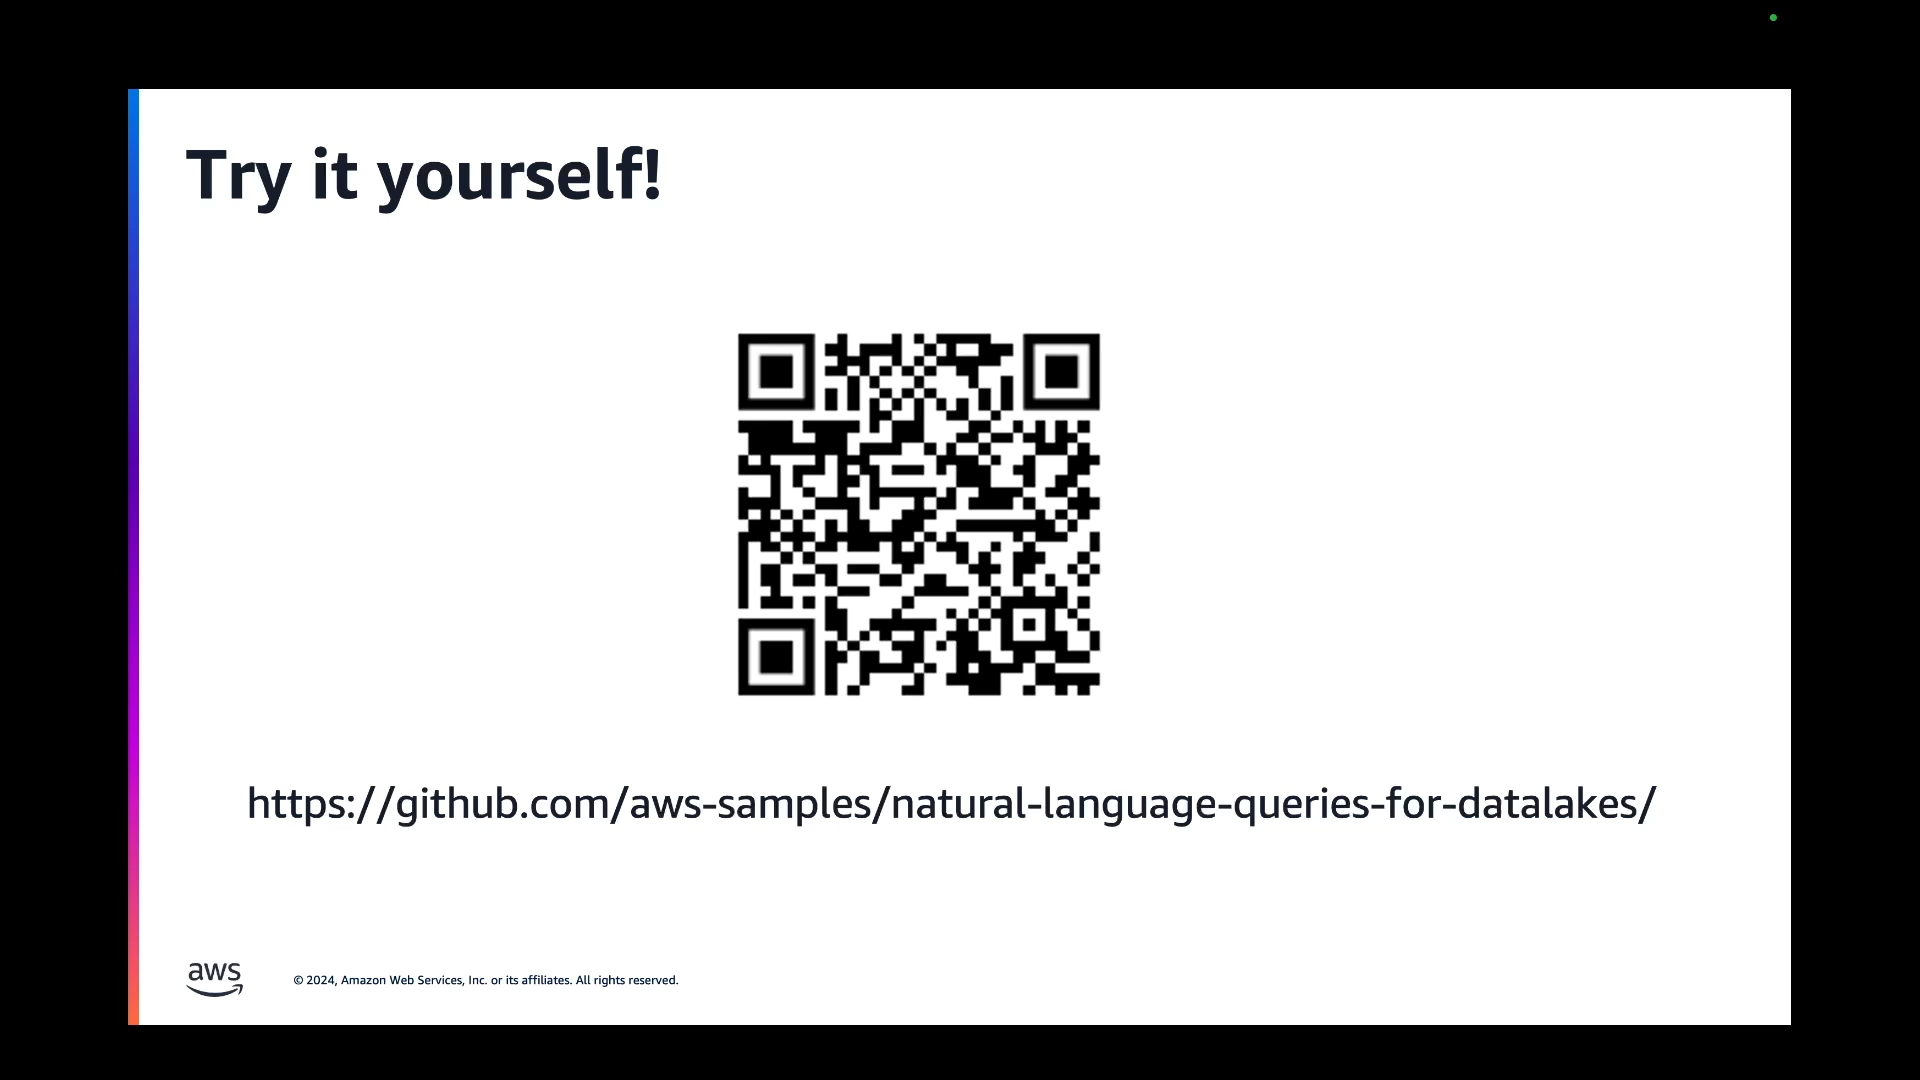 Try it yourself!
https://github.com/aws-samples/natural-language-queries-for-datalakes/
aws
© 2024, Amazon Web Services, Inc. or its affiliates. All rights reserved.